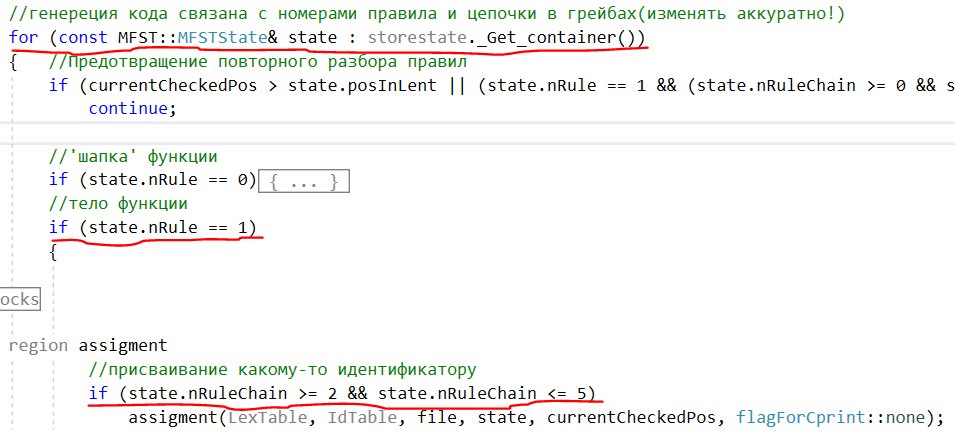 //генереция кода связана с номерами правила и цепочки в грейбах(изменять аккуратно!)
for (const MFST::MFSTState& state : storestate._Get_container())
{ //Предотвращение повторного разбора правил
if (currentCheckedPos > state.posInLent || (state.nRule == 1 && (state.nRuleChain >= 0 && s
continue;
//'шапка' функции
if (state.nRule == 0){ ... }
//тело функции
if (state.nRule == 1)
{
ocks
region assigment
//присваивание какому-то идентификатору
if (state.nRuleChain >= 2 && state.nRuleChain <= 5)
assigment(LexTable, IdTable, file, state, currentCheckedPos, flagForCprint::none);